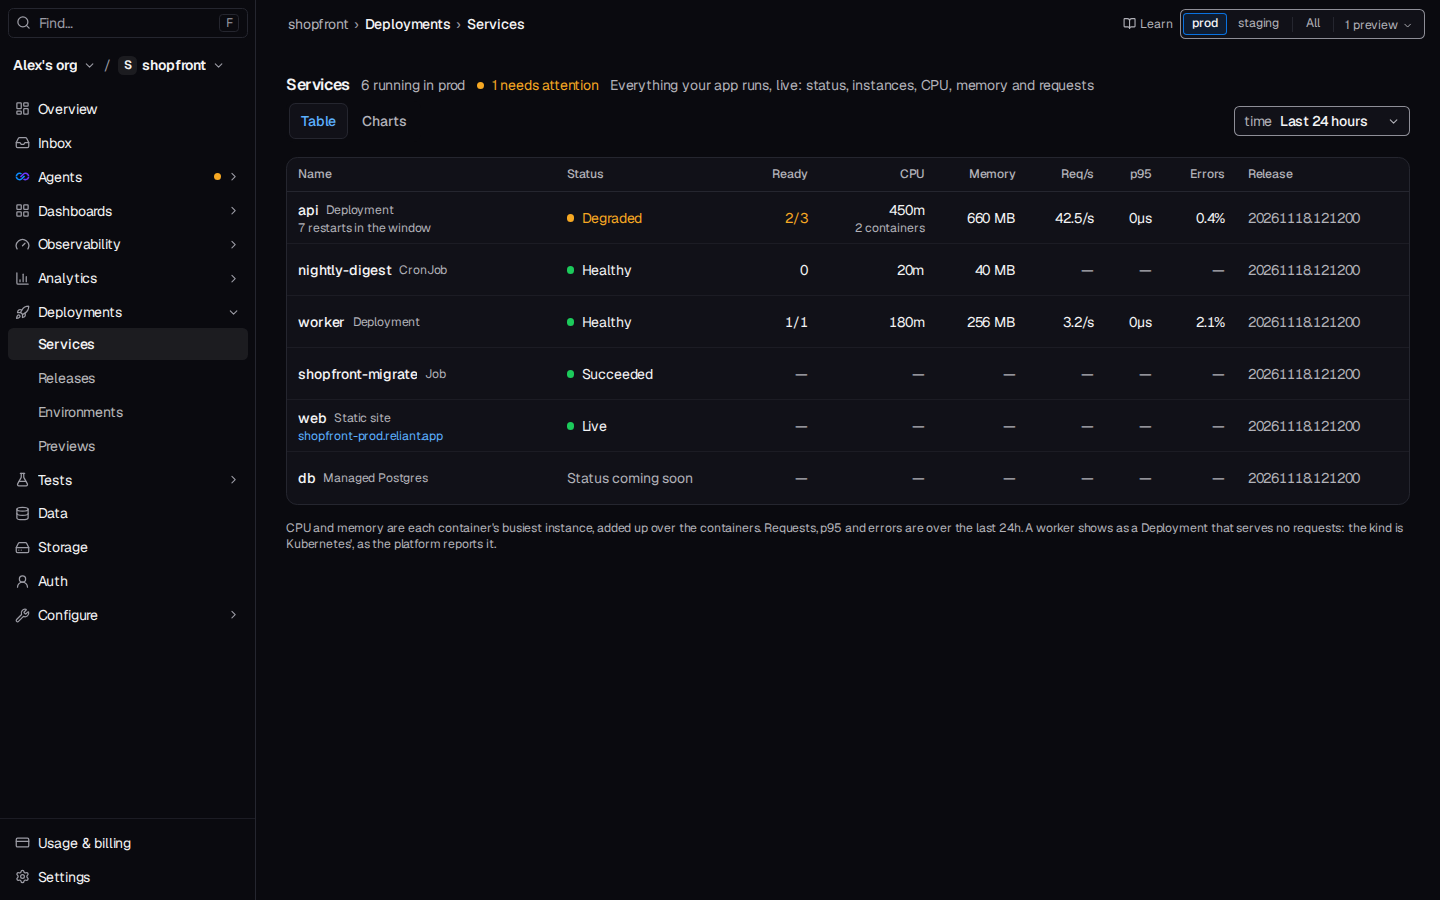 Find... F
shopfront › Deployments › Services
Learn prod staging All 1 preview
Alex's org / S shopfront
Overview
Inbox
Agents
Dashboards
Observability
Analytics
Deployments
Services
Releases
Environments
Previews
Tests
Data
Storage
Auth
Configure
Usage & billing
Settings
Services 6 running in prod 1 needs attention Everything your app runs, live: status, instances, CPU, memory and requests
Table Charts
time Last 24 hours
Name Status Ready CPU Memory Req/s p95 Errors Release
api Deployment Degraded 2/3 450m 660 MB 42.5/s 0µs 0.4% 20261118.121200
7 restarts in the window 2 containers
nightly-digest CronJob Healthy 0 20m 40 MB — — — 20261118.121200
worker Deployment Healthy 1/1 180m 256 MB 3.2/s 0µs 2.1% 20261118.121200
shopfront-migrate Job Succeeded — — — — — — 20261118.121200
web Static site Live — — — — — — 20261118.121200
shopfront-prod.reliant.app
db Managed Postgres Status coming soon — — — — — — 20261118.121200
CPU and memory are each container's busiest instance, added up over the containers. Requests, p95 and errors are over the last 24h. A worker shows as a Deployment that serves no requests: the kind is
Kubernetes', as the platform reports it.